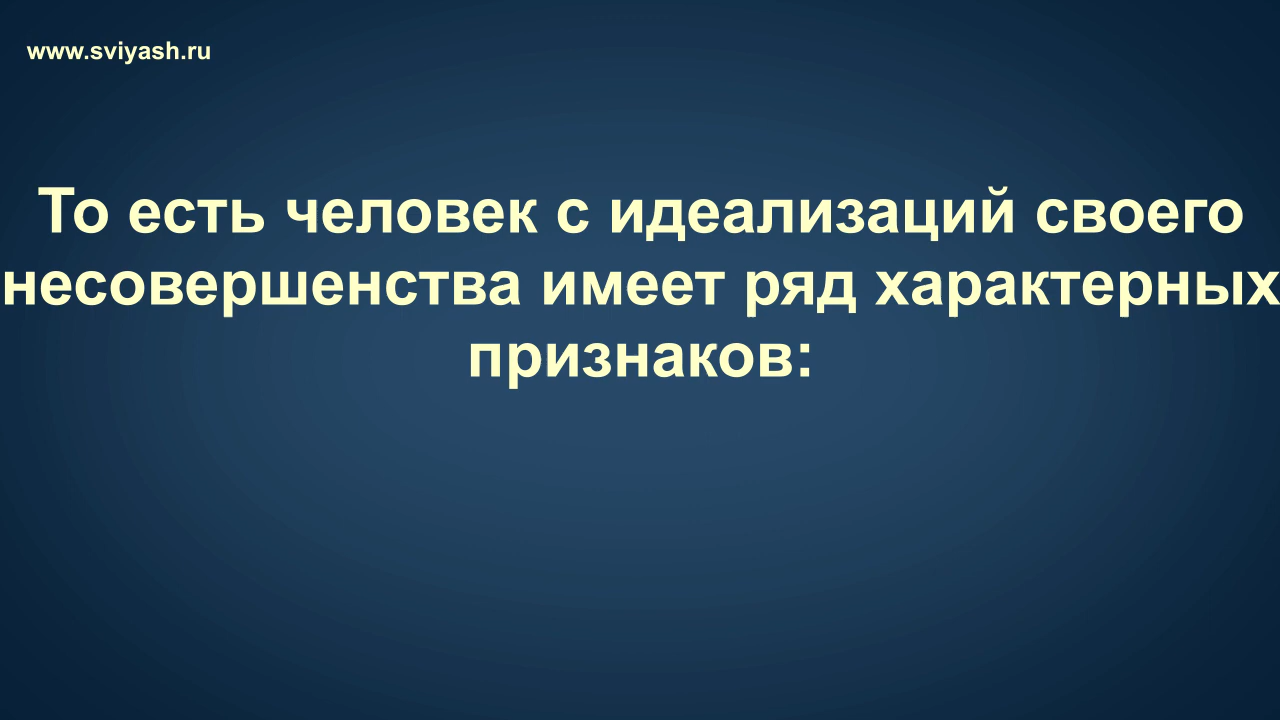 www.sviyash.ru
То есть человек с идеализаций своего
несовершенства имеет ряд характерных
признаков: